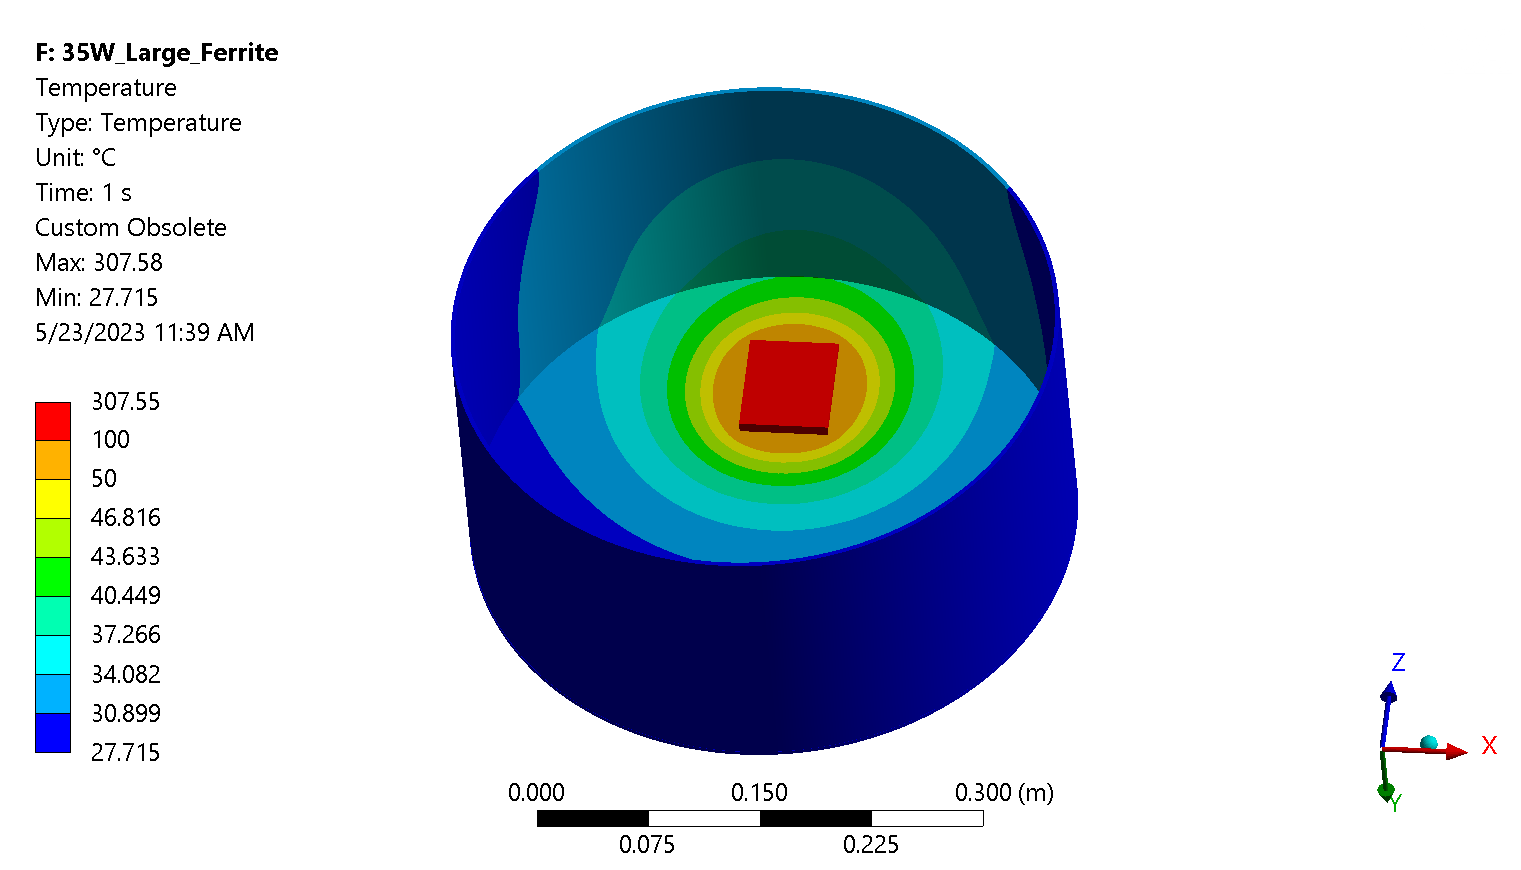 F: 35W_Large_Ferrite
Temperature
Type: Temperature
Unit: °C
Time: 1 s
Custom Obsolete
Max: 307.58
Min: 27.715
5/23/2023 11:39 AM
307.55
100
50
46.816
43.633
40.449
37.266
34.082
30.899
27.715
0.000 0.150 0.300 (m)
0.075 0.225
Z
X
Y